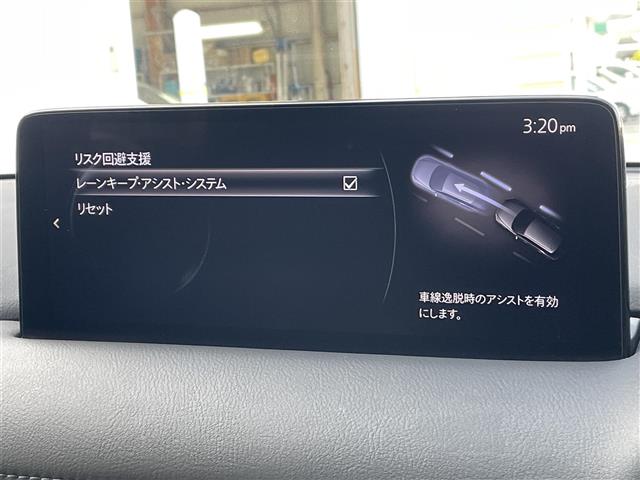 3:20pm
リスク回避支援
レーンキープ・アシスト・システム
リセット
車線逸脱時のアシストを有効
にします。